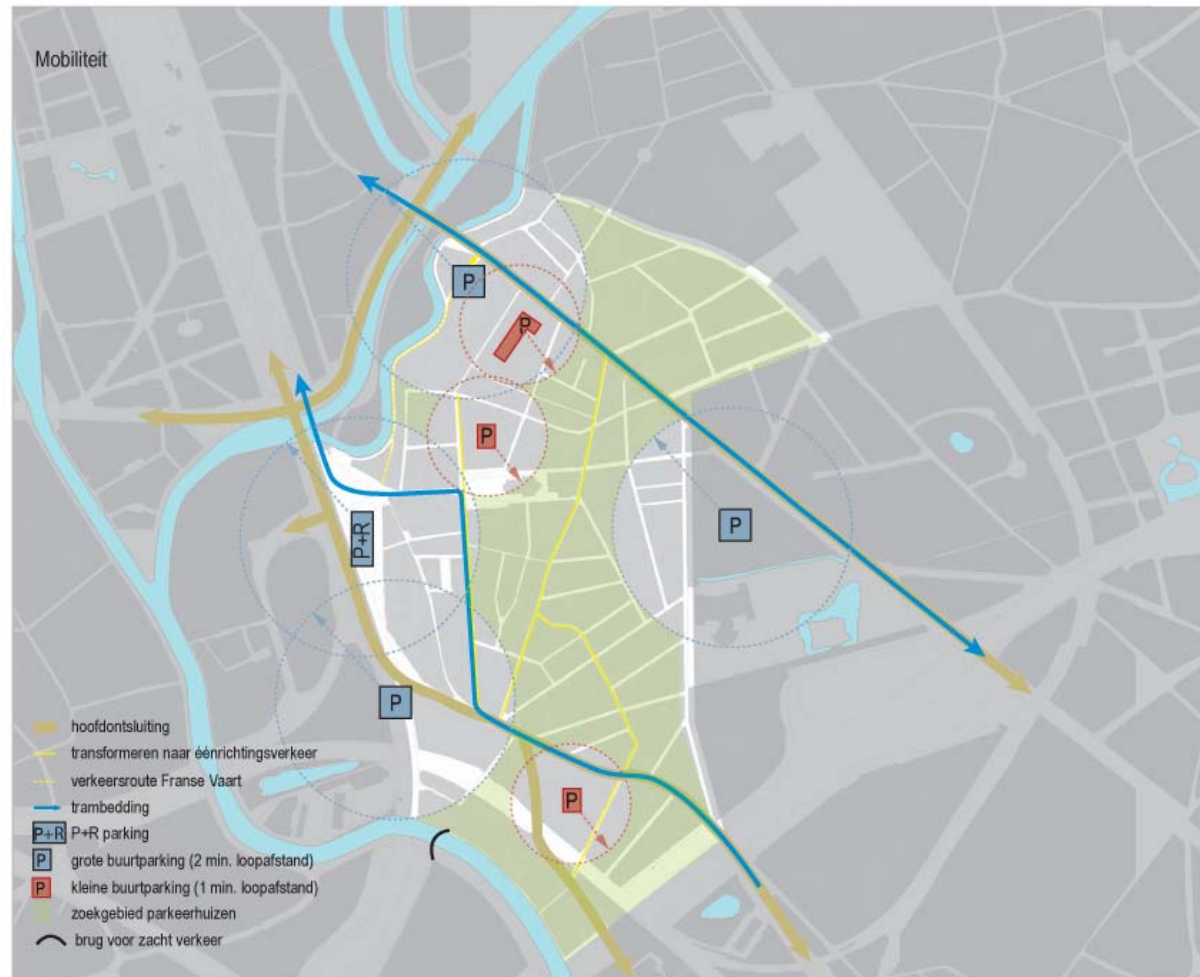 Mobiliteit
P
P
P
P
P+R
P
P
hoofdontsluiting
transformeren naar éénrichtingsverkeer
verkeersroute Franse Vaart
trambedding
P+R P+R parking
P grote buurtparking (2 min. loopafstand)
P kleine buurtparking (1 min. loopafstand)
zoekgebied parkeerhuizen
brug voor zacht verkeer